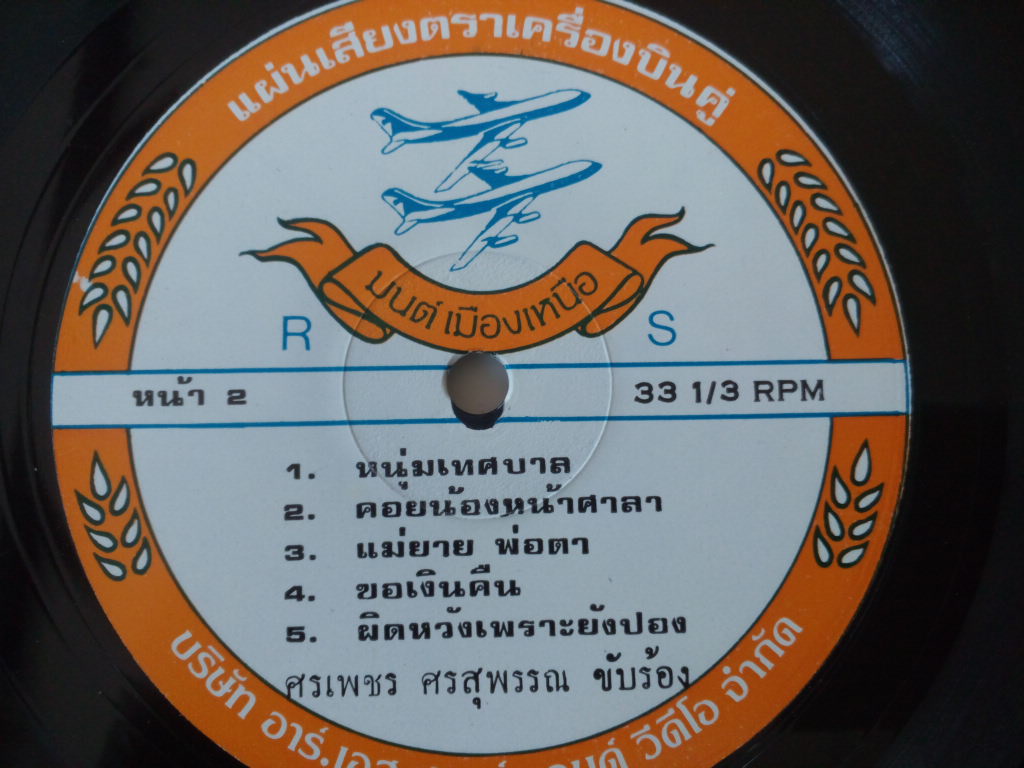 แผ่นเสียงตราเครื่องบินคู่
มนต์เมืองเหนือ
R S
หน้า 2 33 1/3 RPM
1. หนุ่มเทศบาล
2. คอยน้องหน้าศาลา
3. แม่ยาย พ่อตา
4. ขอเงินคืน
5. ผิดหวังเพราะยังปอง
ศรเพชร ศรสุพรรณ ขับร้อง
บริษัท อาร์.เอส วีดีโอ จำกัด